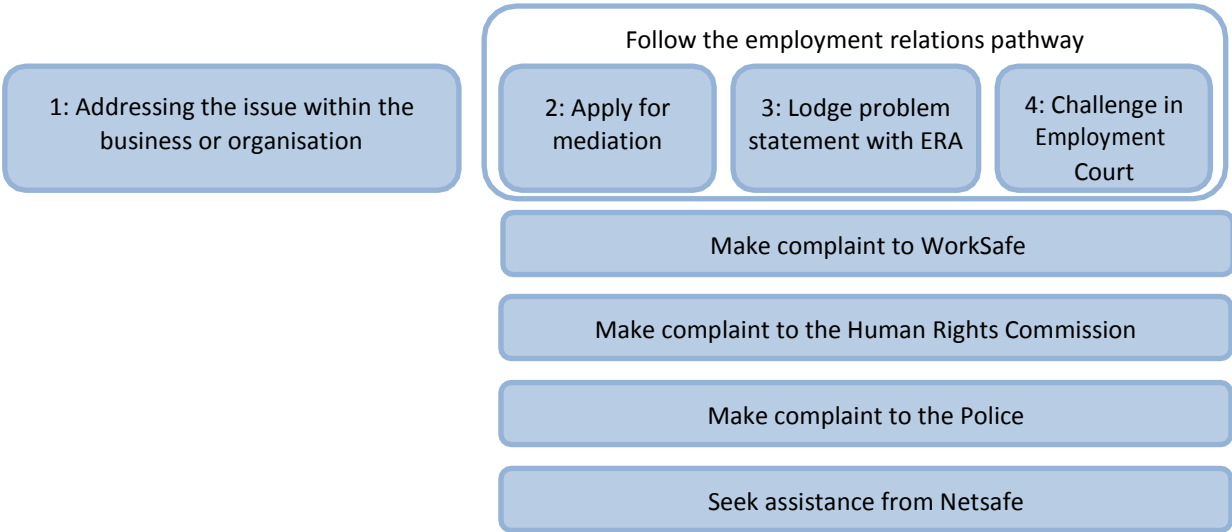 Follow the employment relations pathway
1: Addressing the issue within the
business or organisation
2: Apply for
mediation
3: Lodge problem
statement with ERA
4: Challenge in
Employment
Court
Make complaint to WorkSafe
Make complaint to the Human Rights Commission
Make complaint to the Police
Seek assistance from Netsafe